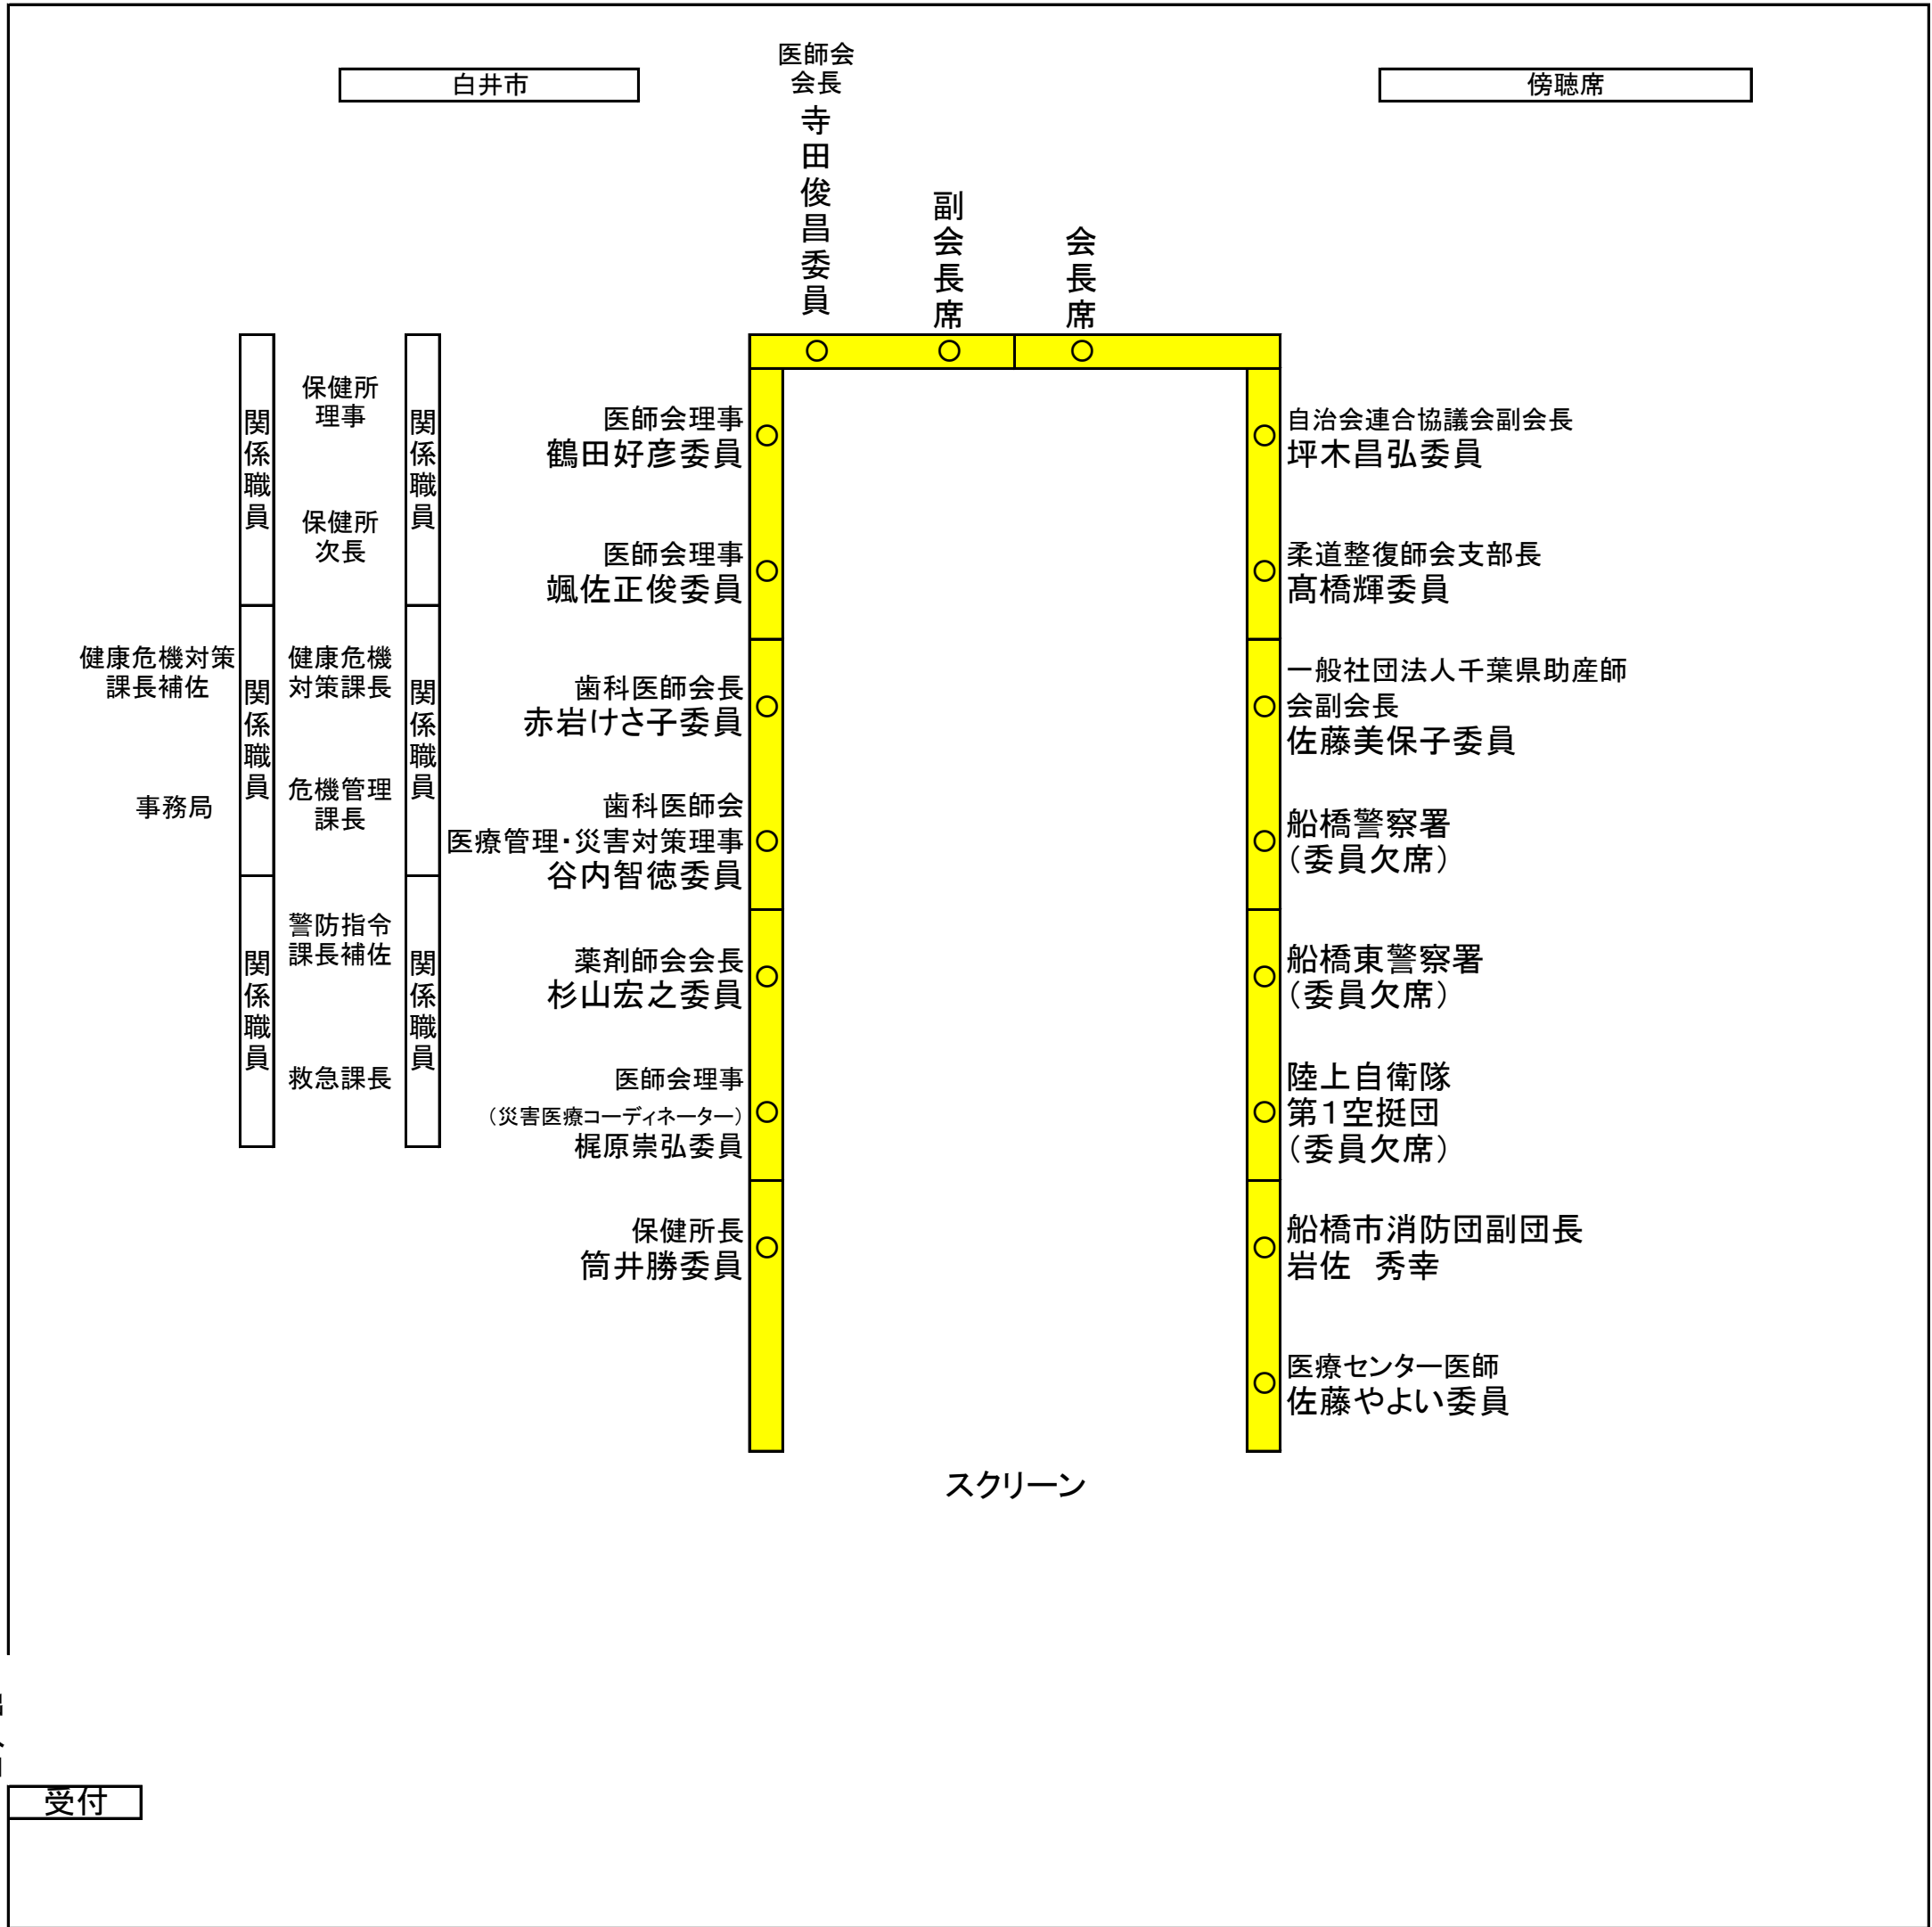 白井市
医師会
会長
寺田俊昌委員
副会長席
会長席
傍聴席
関係職員
関係職員
関係職員
保健所
理事
保健所
次長
健康危機対策
課長補佐
健康危機
対策課長
事務局
危機管理
課長
警防指令
課長補佐
救急課長
関係職員
関係職員
関係職員
医師会理事
鶴田好彦委員
医師会理事
颯佐正俊委員
歯科医師会長
赤岩けさ子委員
歯科医師会
医療管理・災害対策理事
谷内智徳委員
薬剤師会会長
杉山宏之委員
医師会理事
（災害医療コーディネーター）
梶原崇弘委員
保健所長
筒井勝委員
自治会連合協議会副会長
坪木昌弘委員
柔道整復師会支部長
髙橋輝委員
一般社団法人千葉県助産師
会副会長
佐藤美保子委員
船橋警察署
（委員欠席）
船橋東警察署
（委員欠席）
陸上自衛隊
第１空挺団
（委員欠席）
船橋市消防団副団長
岩佐　秀幸
医療センター医師
佐藤やよい委員
スクリーン
受付